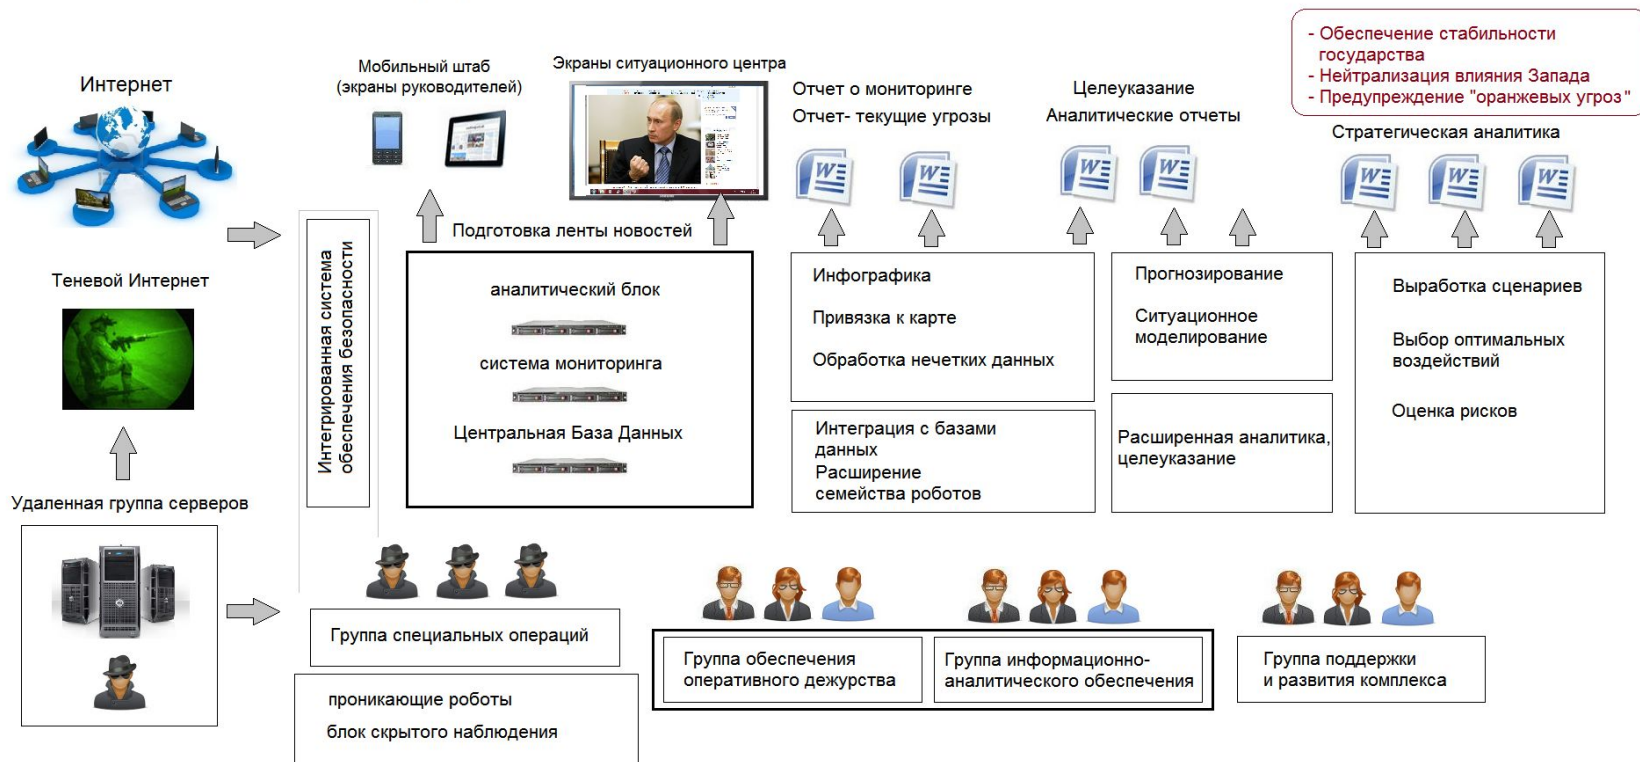 - Обеспечение стабильности
государства
- Нейтрализация влияния Запада
- Предупреждение "оранжевых угроз"
Интернет
Мобильный штаб
(экраны руководителей)
Экраны ситуационного центра
Отчет о мониторинге
Отчет- текущие угрозы
Целеуказание
Аналитические отчеты
Стратегическая аналитика
W
W
W
W
W
W
W
Теневой Интернет
Интегрированная система
обеспечения безопасности
Подготовка ленты новостей
аналитический блок
система мониторинга
Центральная База Данных
Инфографика
Привязка к карте
Обработка нечетких данных
Интеграция с базами
данных
Расширение
семейства роботов
Прогнозирование
Ситуационное
моделирование
Расширенная аналитика,
целеуказание
Выработка сценариев
Выбор оптимальных
воздействий
Оценка рисков
Удаленная группа серверов
Группа специальных операций
проникающие роботы
блок скрытого наблюдения
Группа обеспечения
оперативного дежурства
Группа информационно-
аналитического обеспечения
Группа поддержки
и развития комплекса